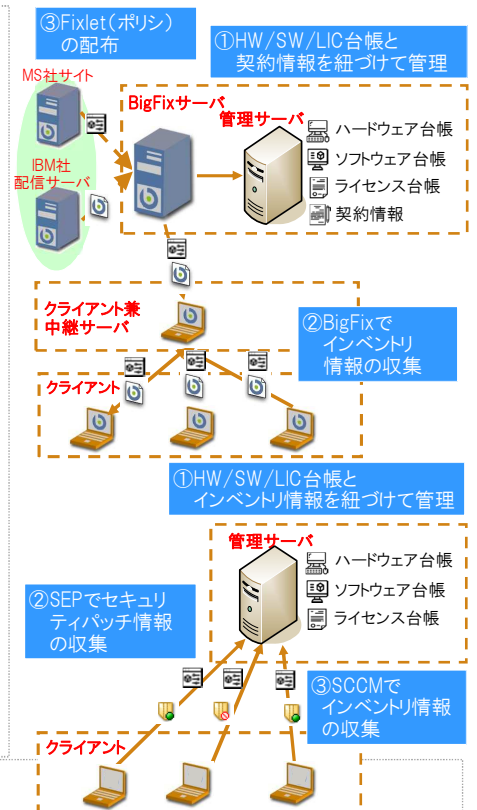 ③Fixlet(ポリシ)
の配布
①HW/SW/LIC台帳と
契約情報を紐づけて管理
MS社サイト
BigFixサーバ
管理サーバ
ハードウェア台帳
ソフトウェア台帳
ライセンス台帳
契約情報
IBM社
配信サーバ
クライアント兼
中継サーバ
②BigFixで
インベントリ
情報の収集
クライアント
①HW/SW/LIC台帳と
インベントリ情報を紐づけて管理
管理サーバ
ハードウェア台帳
ソフトウェア台帳
ライセンス台帳
②SEPでセキュリ
ティパッチ情報
の収集
③SCCMで
インベントリ情報
の収集
クライアント